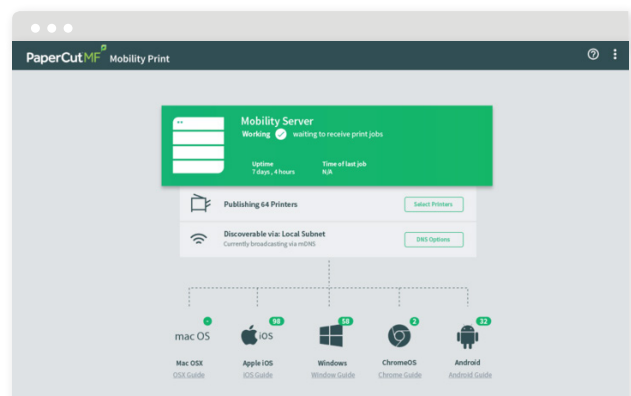 PaperCut MF Mobility Print
Mobility Server
Working waiting to receive print jobs
Uptime Time of last job
7 days, 4 hours N/A
Publishing 64 Printers Select Printers
Discoverable via: Local Subnet DNS Options
Currently broadcasting via mDNS
98 58 2 32
mac OS iOS
Mac OSX Apple iOS Windows ChromeOS Android
OSX Guide iOS Guide Window Guide Chrome Guide Android Guide